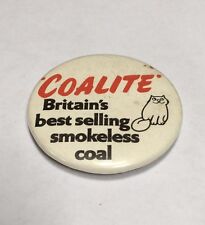 "COALITE"
Britain's
best selling
smokeless
coal